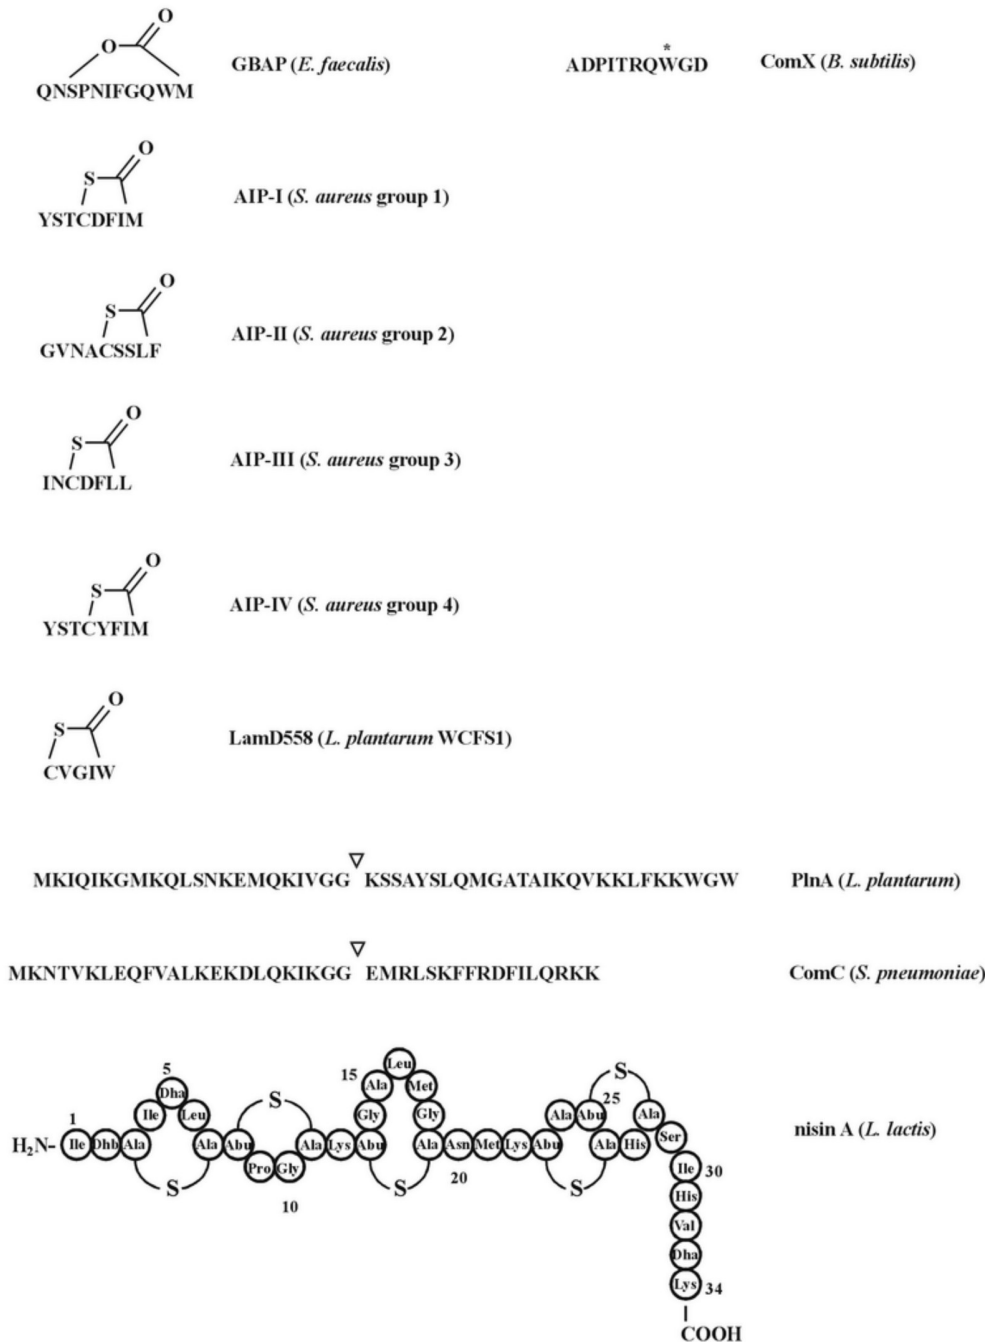 O
O
QNSPNIFGQWM
GBAP (E. faecalis)
*
ADPITRQWGD
ComX (B. subtilis)
S
O
YSTCDFIM
AIP-I (S. aureus group 1)
S
O
GVNACSSLF
AIP-II (S. aureus group 2)
S
O
INCDFLL
AIP-III (S. aureus group 3)
S
O
YSTCYFIM
AIP-IV (S. aureus group 4)
S
O
CVGIW
LamD558 (L. plantarum WCFS1)
MKIQIKGMKQLSNKEMQKIVGG KSSAYSLQMGATAIKQVKKLFKKWGW
PlnA (L. plantarum)
MKNTVKLEQFVALKEKDLQKIKGG EMRLSKFFRDFILQRKK
ComC (S. pneumoniae)
H₂N- Ile Dhb Ala Ile Dha Leu Ala Abu Pro Gly Ala Lys Abu Gly Ala Leu Met Gly Ala Asn Met Lys Abu Ala Abu Ala His Ala Ser Ile His Val Dha Lys
COOH
1 5 10 15 20 25 30 34
S S S S S
nisin A (L. lactis)